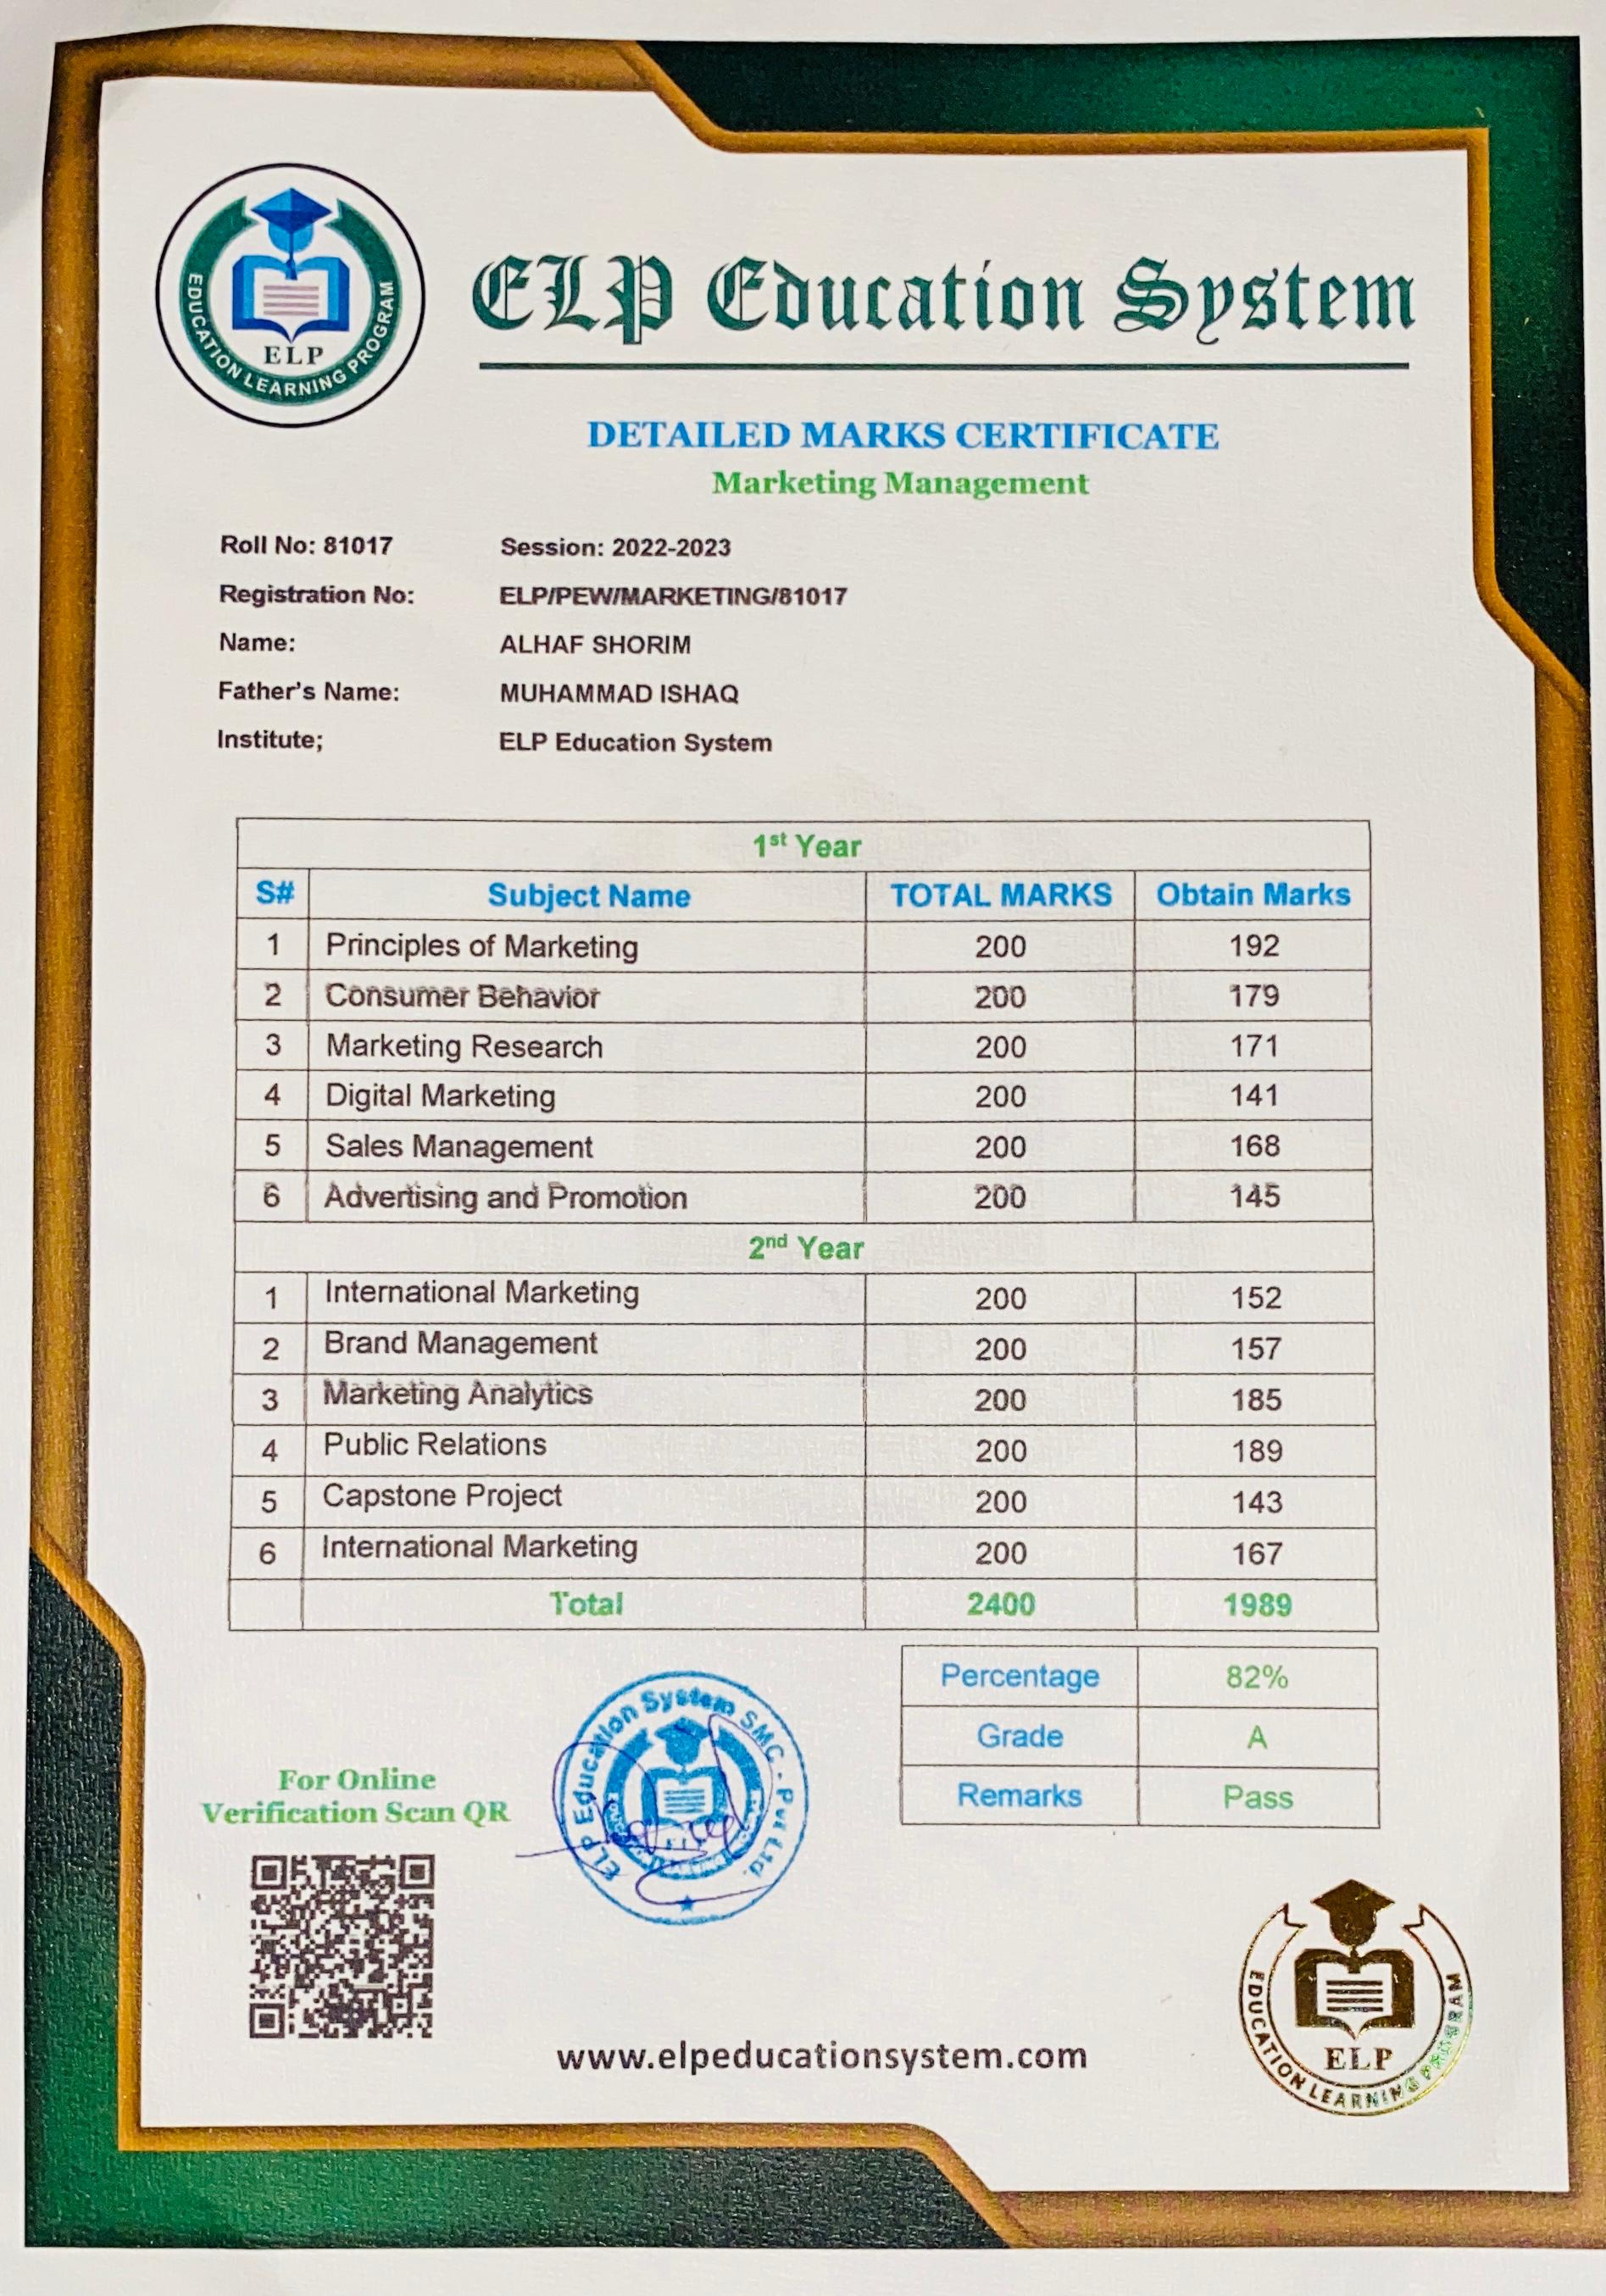 EDUCATION LEARNING PROGRAM
ELP
ELP Education System
DETAILED MARKS CERTIFICATE
Marketing Management
Roll No: 81017 Session: 2022-2023
Registration No: ELP/PEW/MARKETING/81017
Name: ALHAF SHORIM
Father's Name: MUHAMMAD ISHAQ
Institute; ELP Education System
1st Year
S# Subject Name TOTAL MARKS Obtain Marks
1 Principles of Marketing 200 192
2 Consumer Behavior 200 179
3 Marketing Research 200 171
4 Digital Marketing 200 141
5 Sales Management 200 168
6 Advertising and Promotion 200 145
2nd Year
1 International Marketing 200 152
2 Brand Management 200 157
3 Marketing Analytics 200 185
4 Public Relations 200 189
5 Capstone Project 200 143
6 International Marketing 200 167
Total 2400 1989
Percentage 82%
Grade A
Remarks Pass
ELP Education System SMC - Pvt Ltd.
For Online
Verification Scan QR
www.elpeducationsystem.com
ELP
EDUCATION LEARNING PROGRAM